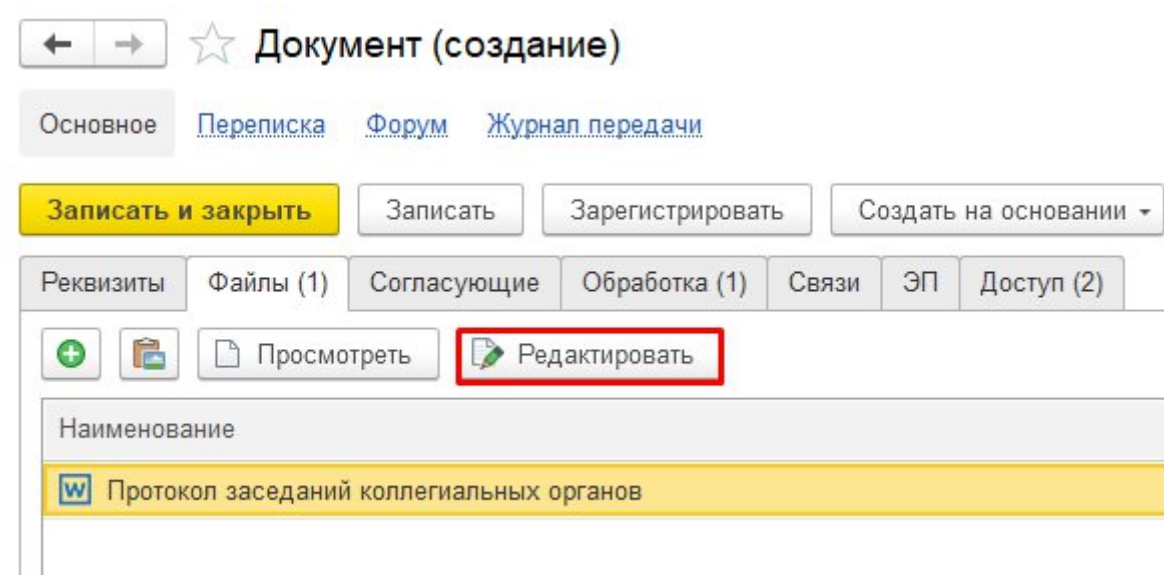 Документ (создание)
Основное Переписка Форум Журнал передачи
Записать и закрыть Записать Зарегистрировать Создать на основании
Реквизиты Файлы (1) Согласующие Обработка (1) Связи ЭП Доступ (2)
Просмотреть Редактировать
Наименование
W Протокол заседаний коллегиальных органов